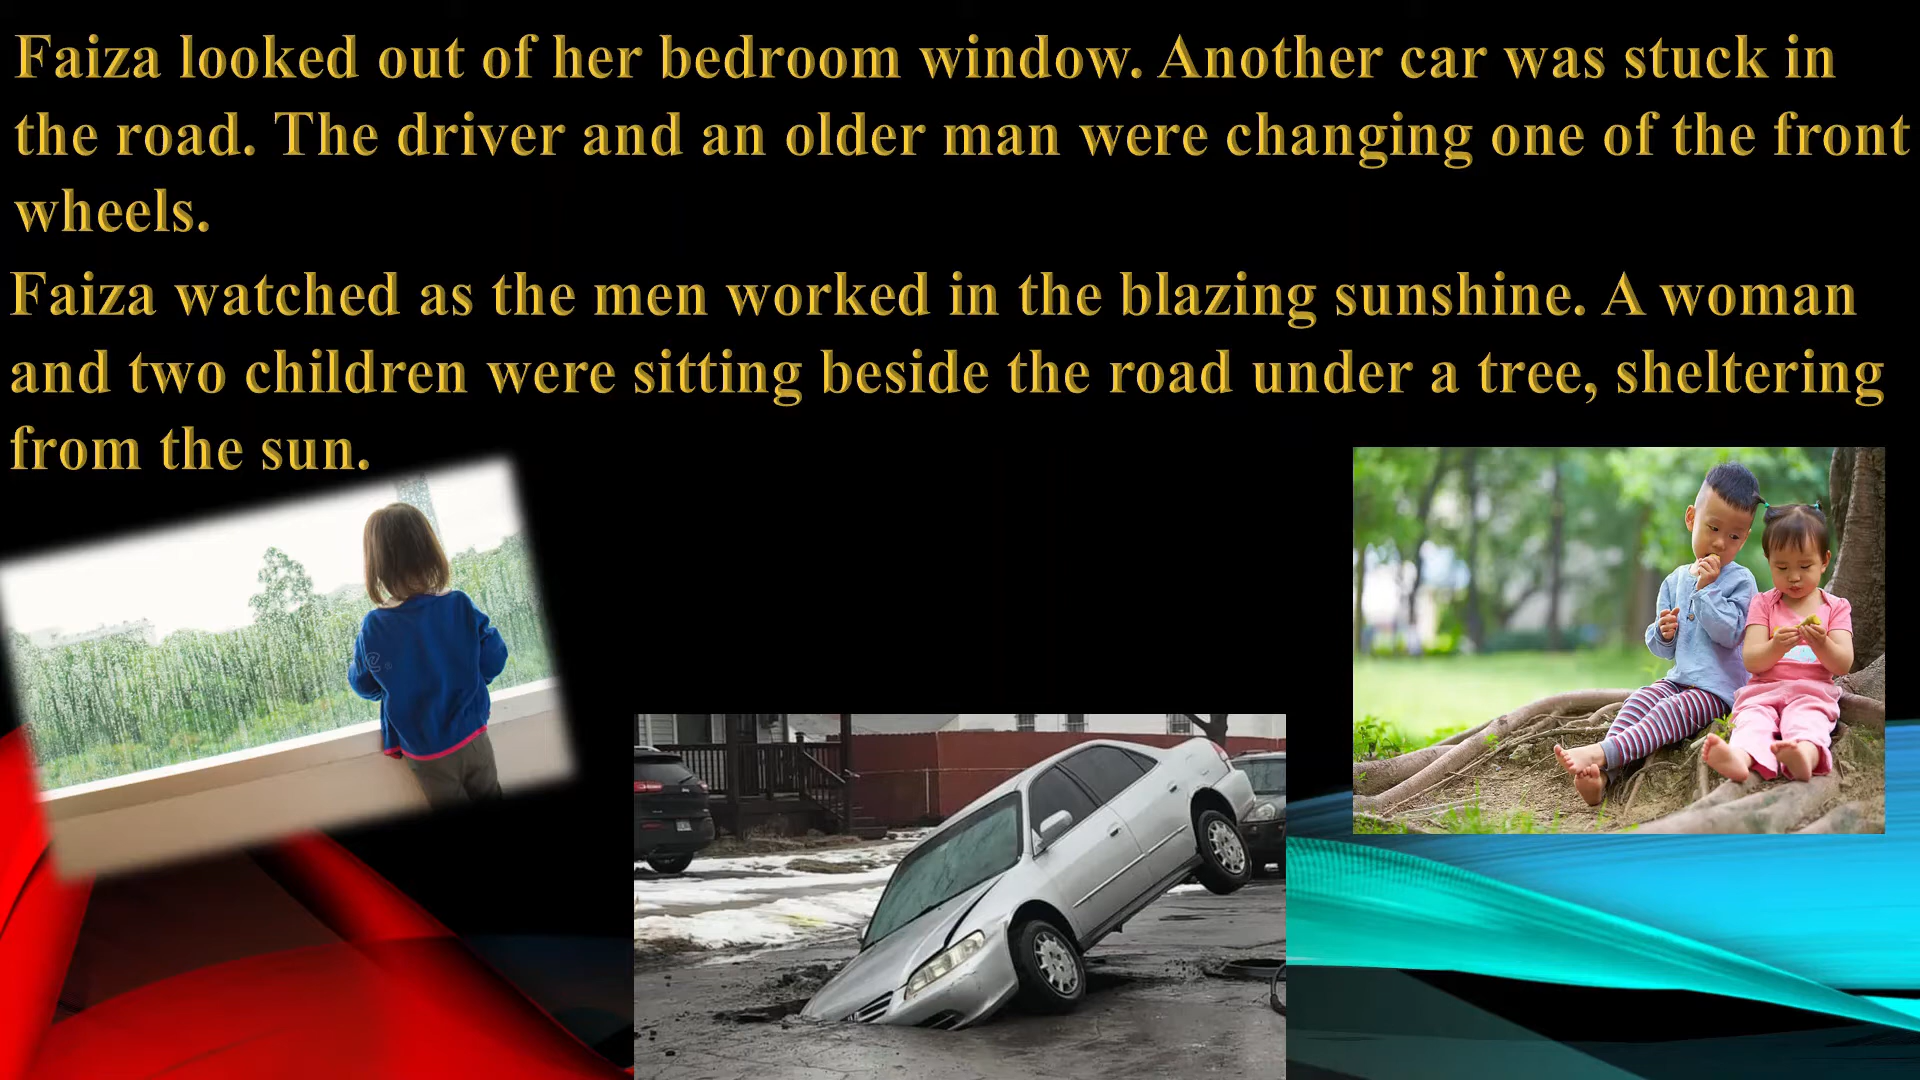 Faiza looked out of her bedroom window. Another car was stuck in
the road. The driver and an older man were changing one of the front
wheels.
Faiza watched as the men worked in the blazing sunshine. A woman
and two children were sitting beside the road under a tree, sheltering
from the sun.